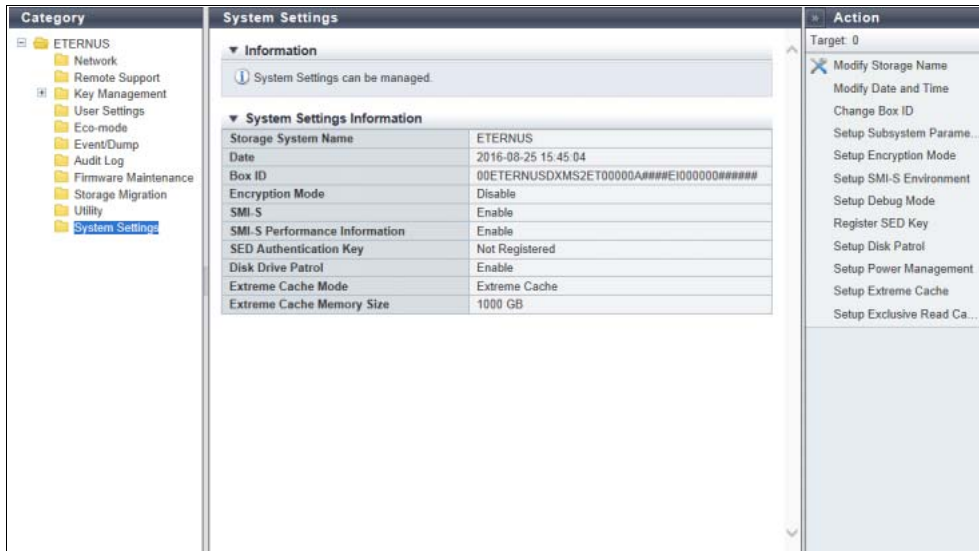 Category
ETERNUS
Network
Remote Support
Key Management
User Settings
Eco-mode
Event/Dump
Audit Log
Firmware Maintenance
Storage Migration
Utility
System Settings
System Settings
Information
System Settings can be managed.
System Settings Information
Storage System Name ETERNUS
Date 2016-08-25 15:45:04
Box ID 00ETERNUSDXMS2ET00000A####EI000000######
Encryption Mode Disable
SMI-S Enable
SMI-S Performance Information Enable
SED Authentication Key Not Registered
Disk Drive Patrol Enable
Extreme Cache Mode Extreme Cache
Extreme Cache Memory Size 1000 GB
» Action
Target: 0
Modify Storage Name
Modify Date and Time
Change Box ID
Setup Subsystem Parame...
Setup Encryption Mode
Setup SMI-S Environment
Setup Debug Mode
Register SED Key
Setup Disk Patrol
Setup Power Management
Setup Extreme Cache
Setup Exclusive Read Ca...